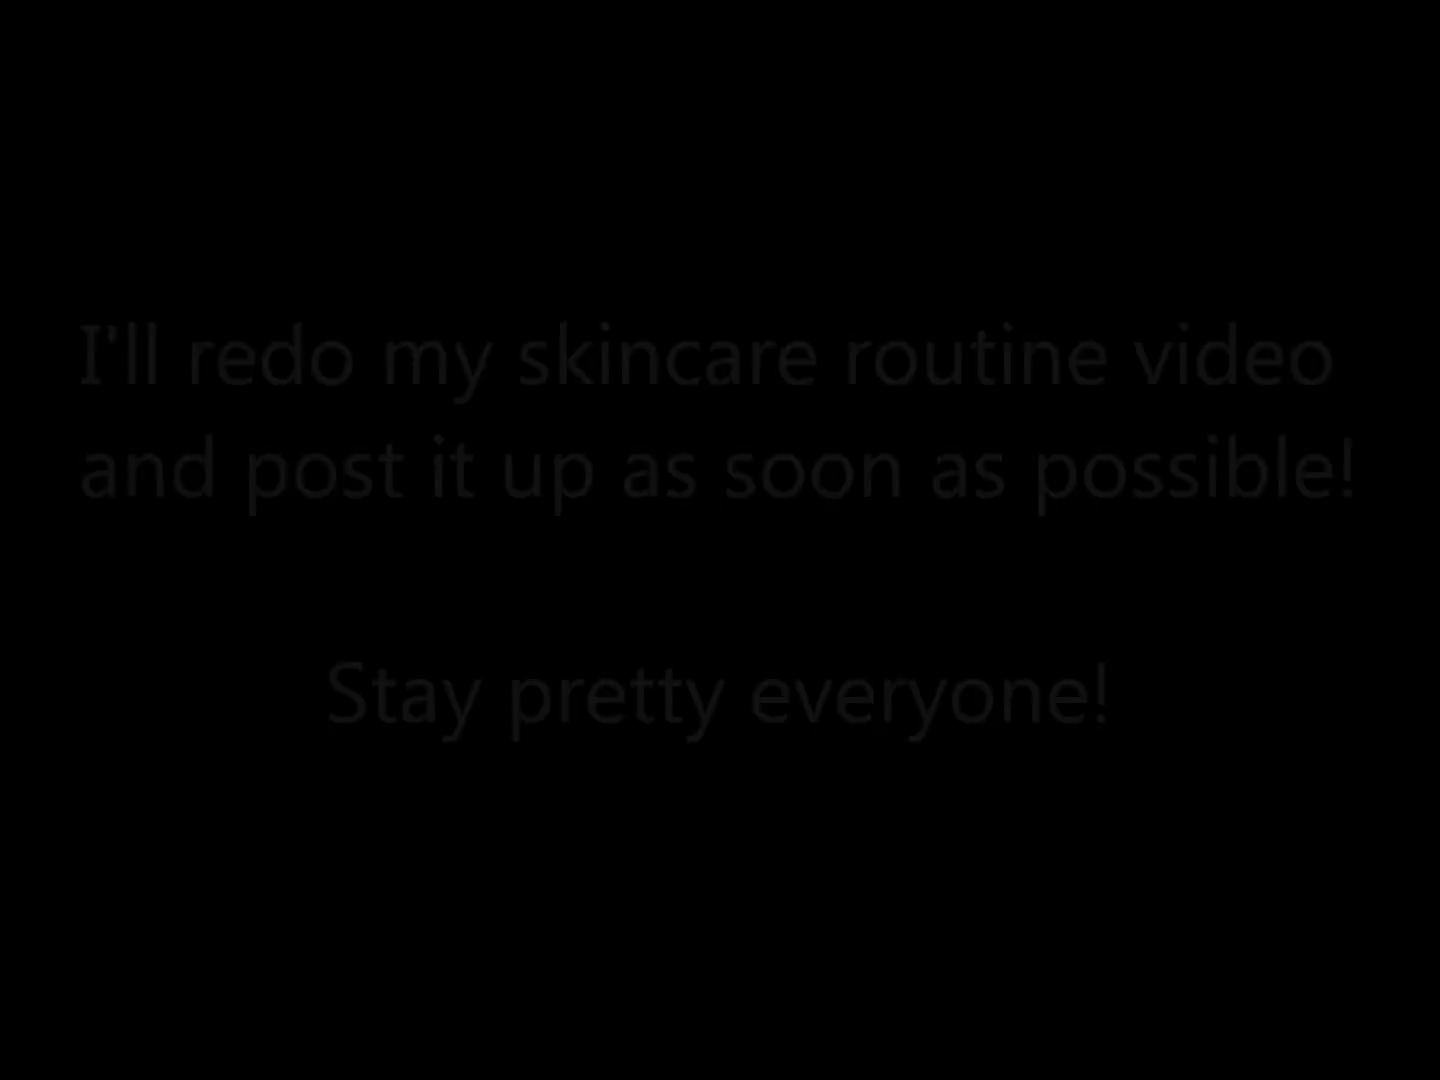 I'll redo my skincare routine video
and post it up as soon as possible!
Stay pretty everyone!